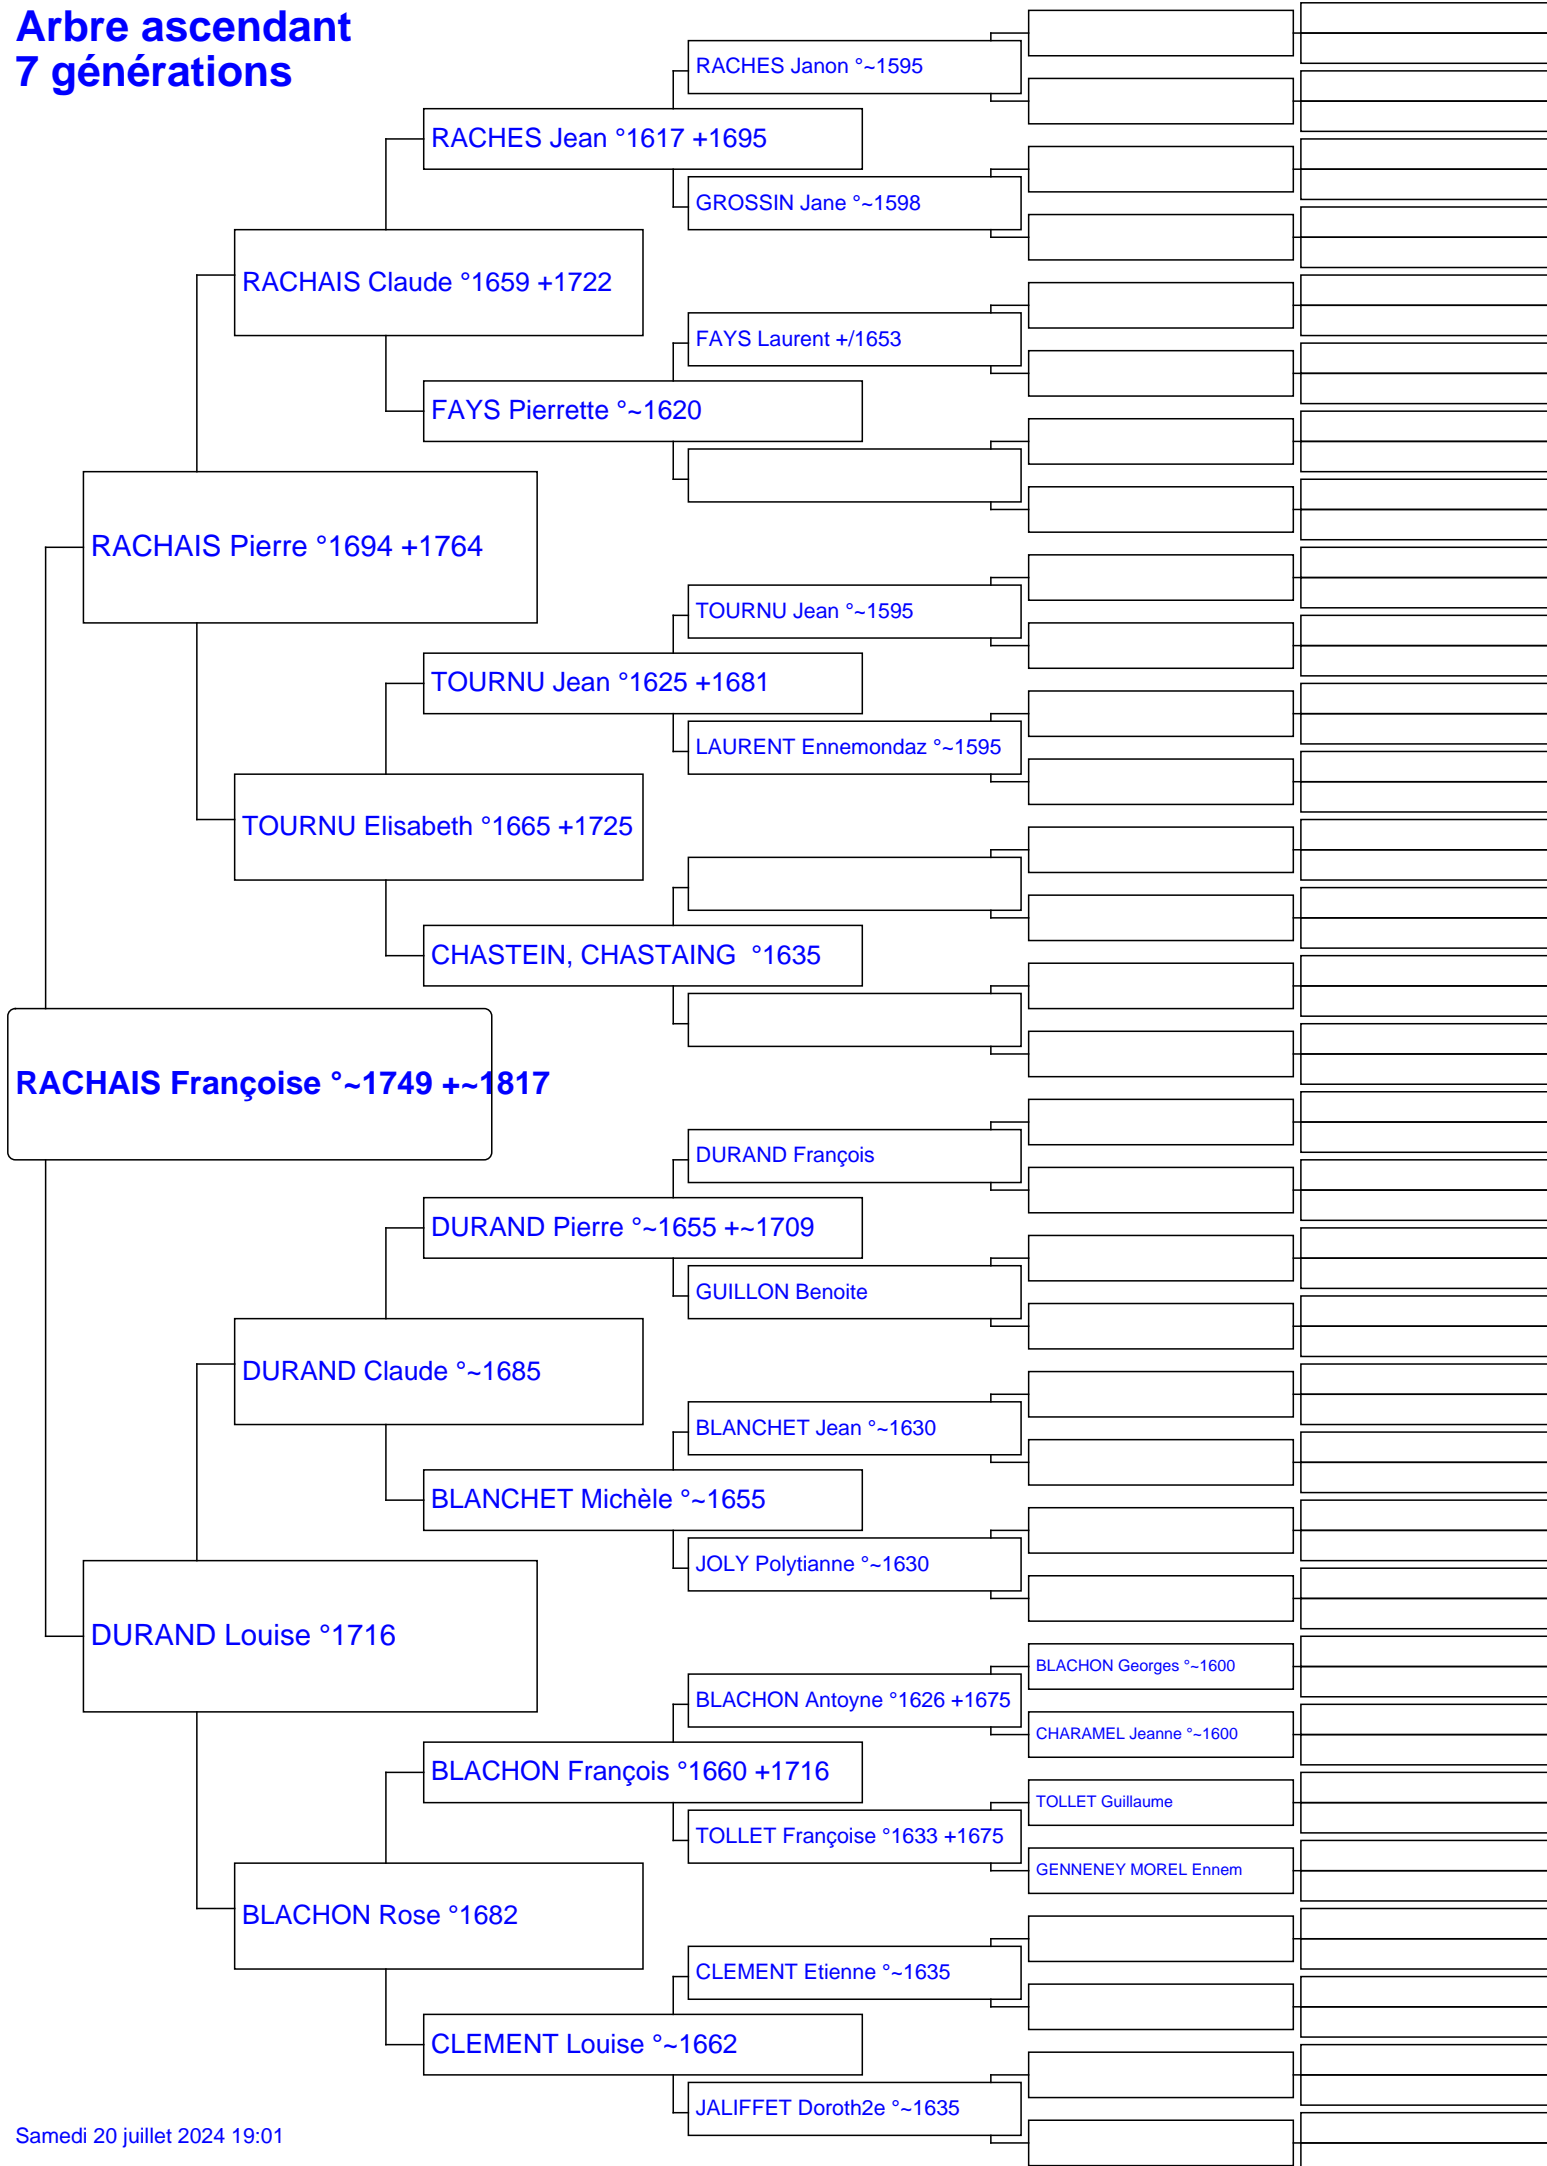 Arbre ascendant
7 générations
RACHES Janon °~1595
RACHES Jean °1617 +1695
GROSSIN Jane °~1598
RACHAIS Claude °1659 +1722
FAYS Laurent +/1653
FAYS Pierrette °~1620
RACHAIS Pierre °1694 +1764
TOURNU Jean °~1595
TOURNU Jean °1625 +1681
LAURENT Ennemondaz °~1595
TOURNU Elisabeth °1665 +1725
CHASTEIN, CHASTAING  °1635
RACHAIS Françoise °~1749 +~1817
DURAND François
DURAND Pierre °~1655 +~1709
GUILLON Benoite
DURAND Claude °~1685
BLANCHET Jean °~1630
BLANCHET Michèle °~1655
JOLY Polytianne °~1630
DURAND Louise °1716
BLACHON Georges °~1600
BLACHON Antoyne °1626 +1675
CHARAMEL Jeanne °~1600
BLACHON François °1660 +1716
TOLLET Guillaume
TOLLET Françoise °1633 +1675
GENNENEY MOREL Ennem
BLACHON Rose °1682
CLEMENT Etienne °~1635
CLEMENT Louise °~1662
JALIFFET Doroth2e °~1635
Samedi 20 juillet 2024 19:01